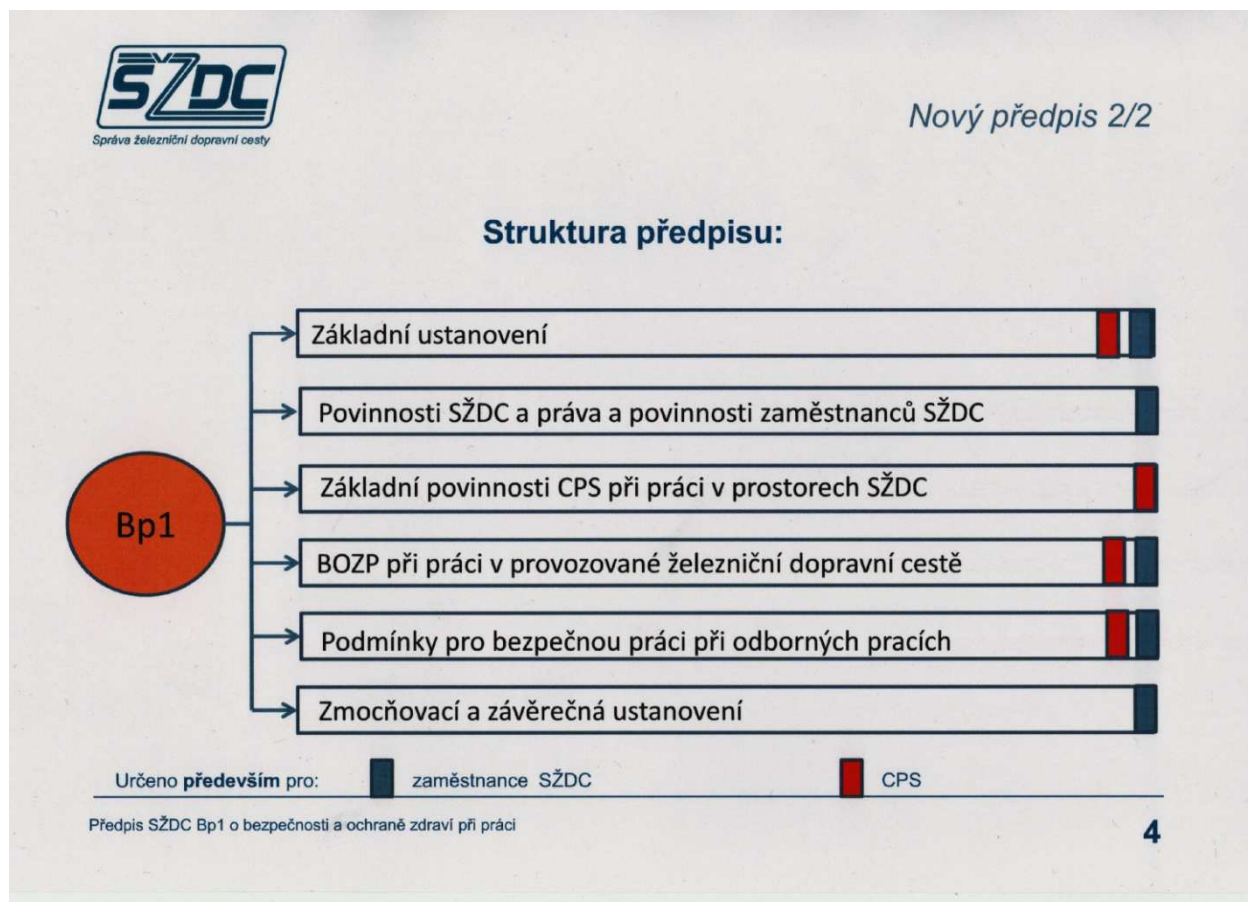 SŽDC
Správa železniční dopravní cesty
Nový předpis 2/2
Struktura předpisu:
Bp1
Základní ustanovení
Povinnosti SŽDC a práva a povinnosti zaměstnanců SŽDC
Základní povinnosti CPS při práci v prostorech SŽDC
BOZP při práci v provozované železniční dopravní cestě
Podmínky pro bezpečnou práci při odborných pracích
Zmocňovací a závěrečná ustanovení
Určeno především pro: zaměstnance SŽDC CPS
Předpis SŽDC Bp1 o bezpečnosti a ochraně zdraví při práci
4